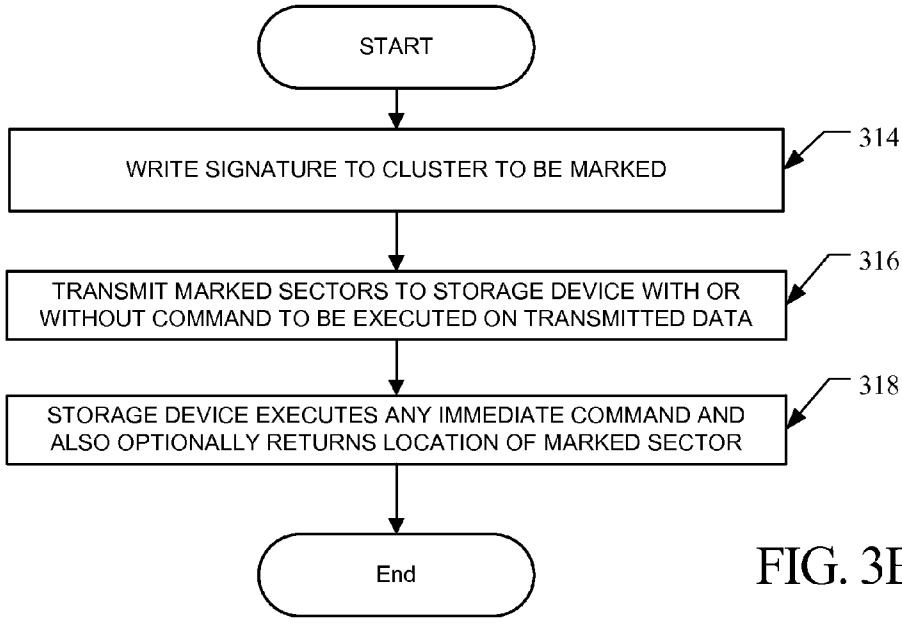 START
WRITE SIGNATURE TO CLUSTER TO BE MARKED
314
TRANSMIT MARKED SECTORS TO STORAGE DEVICE WITH OR
WITHOUT COMMAND TO BE EXECUTED ON TRANSMITTED DATA
316
STORAGE DEVICE EXECUTES ANY IMMEDIATE COMMAND AND
ALSO OPTIONALLY RETURNS LOCATION OF MARKED SECTOR
318
End
FIG.